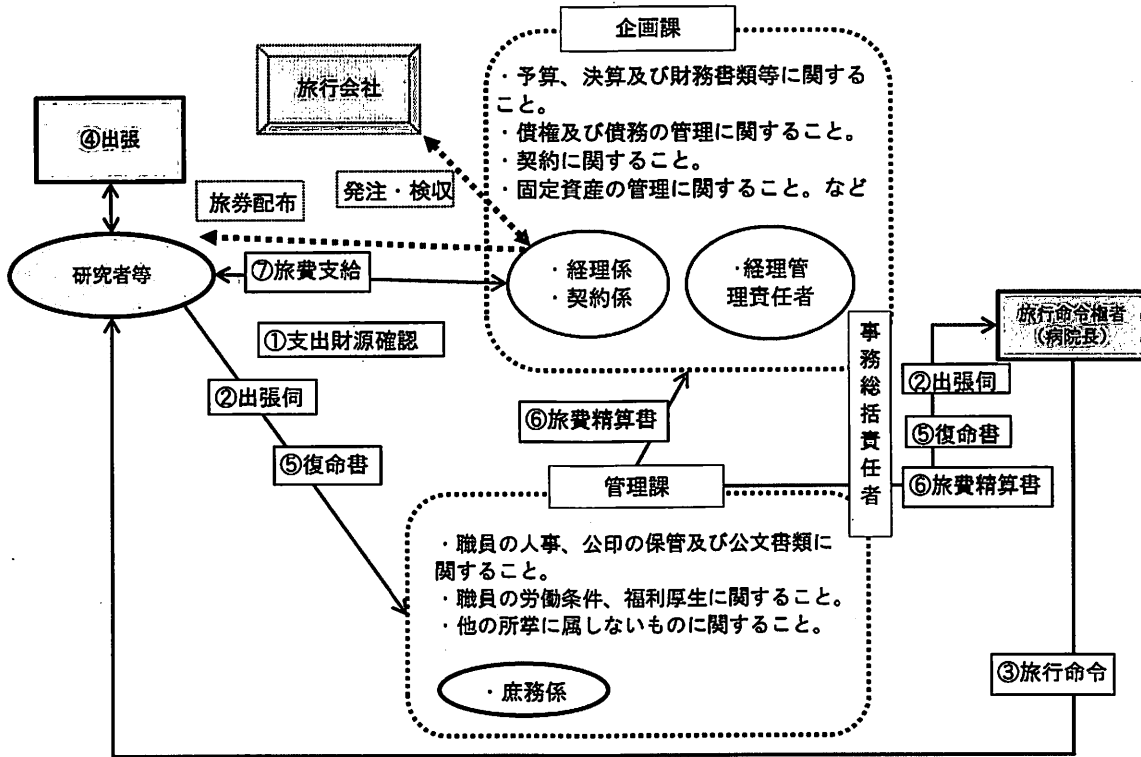 企画課
・予算、決算及び財務書類等に関する
こと。
・債権及び債務の管理に関すること。
・契約に関すること。
・固定資産の管理に関すること。など
旅行会社
④出張
発注・検収
旅券配布
研究者等
⑦旅費支給
・経理係
・契約係
・経理管
理責任者
①支出財源確認
旅行命令権者
（病院長）
事務総括責任者
②出張伺
②出張伺
⑥旅費精算書
⑤復命書
⑤復命書
管理課
⑥旅費精算書
・職員の人事、公印の保管及び公文書類に
関すること。
・職員の労働条件、福利厚生に関すること。
・他の所掌に属しないものに関すること。
③旅行命令
・庶務係